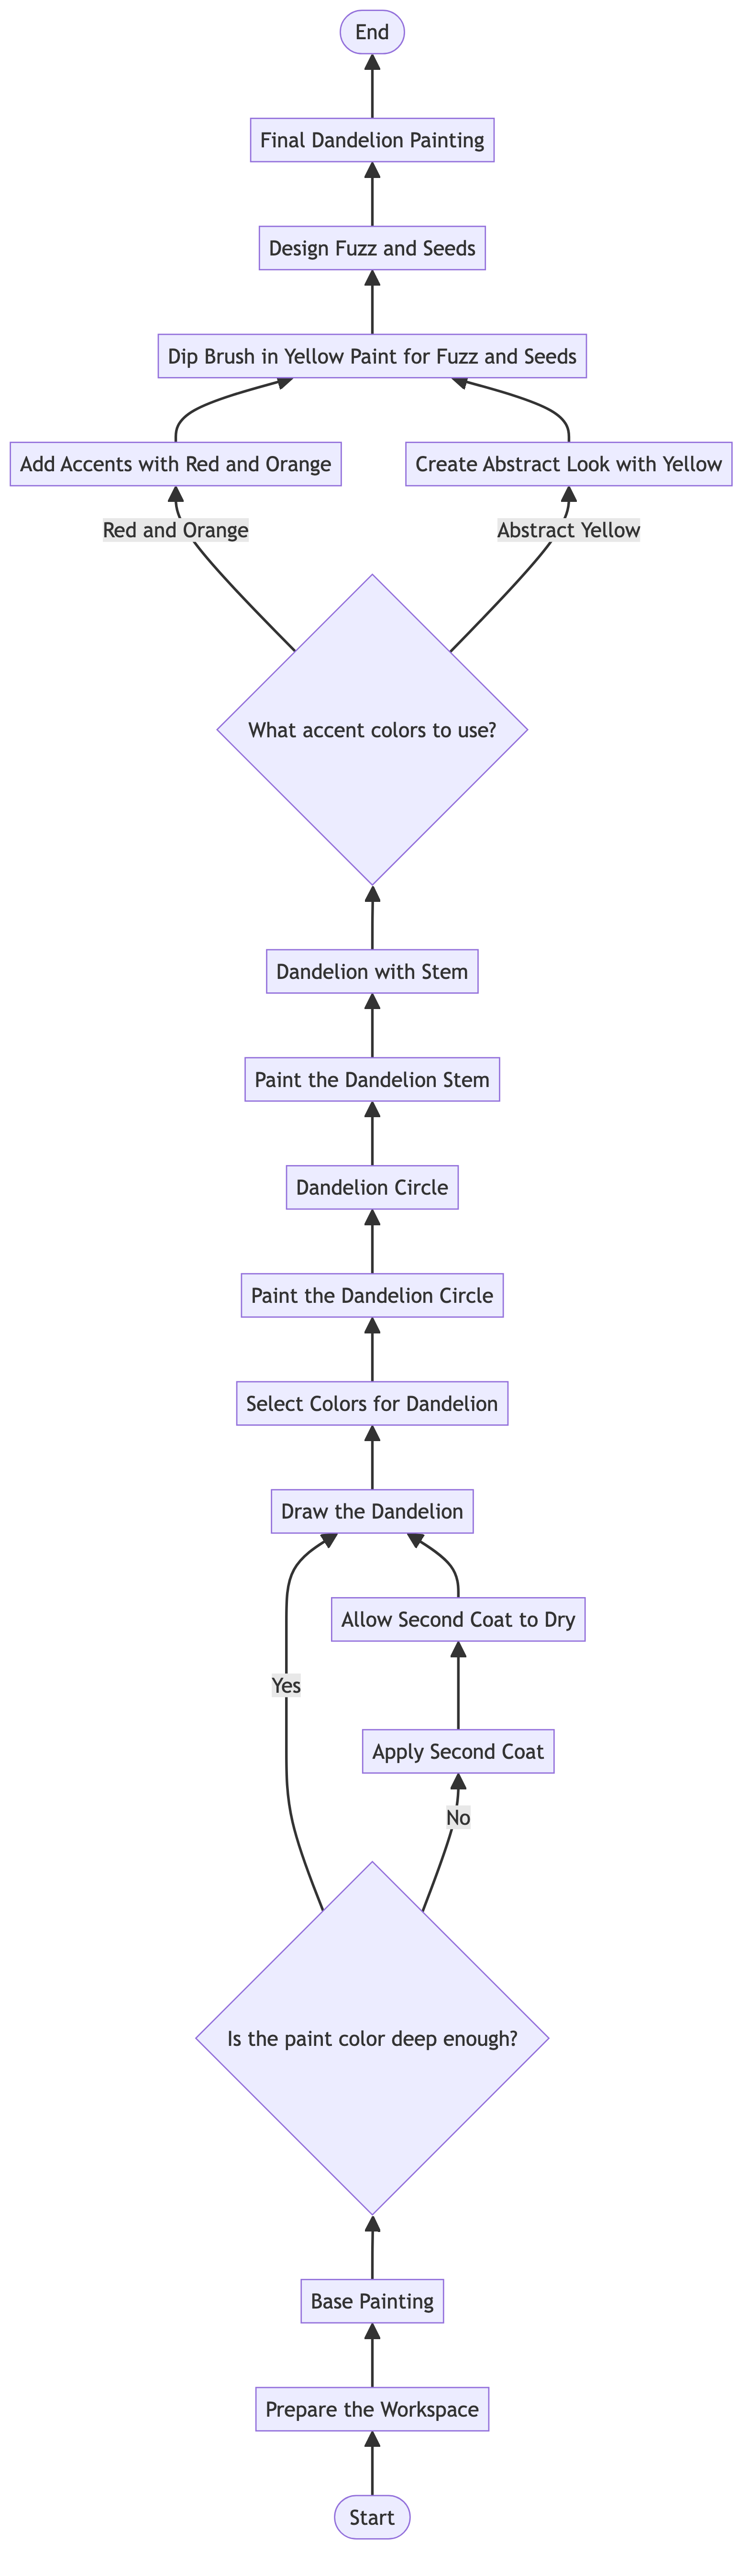 End
Final Dandelion Painting
Design Fuzz and Seeds
Dip Brush in Yellow Paint for Fuzz and Seeds
Add Accents with Red and Orange
Create Abstract Look with Yellow
Red and Orange
Abstract Yellow
What accent colors to use?
Dandelion with Stem
Paint the Dandelion Stem
Dandelion Circle
Paint the Dandelion Circle
Select Colors for Dandelion
Draw the Dandelion
Allow Second Coat to Dry
Yes
Apply Second Coat
No
Is the paint color deep enough?
Base Painting
Prepare the Workspace
Start